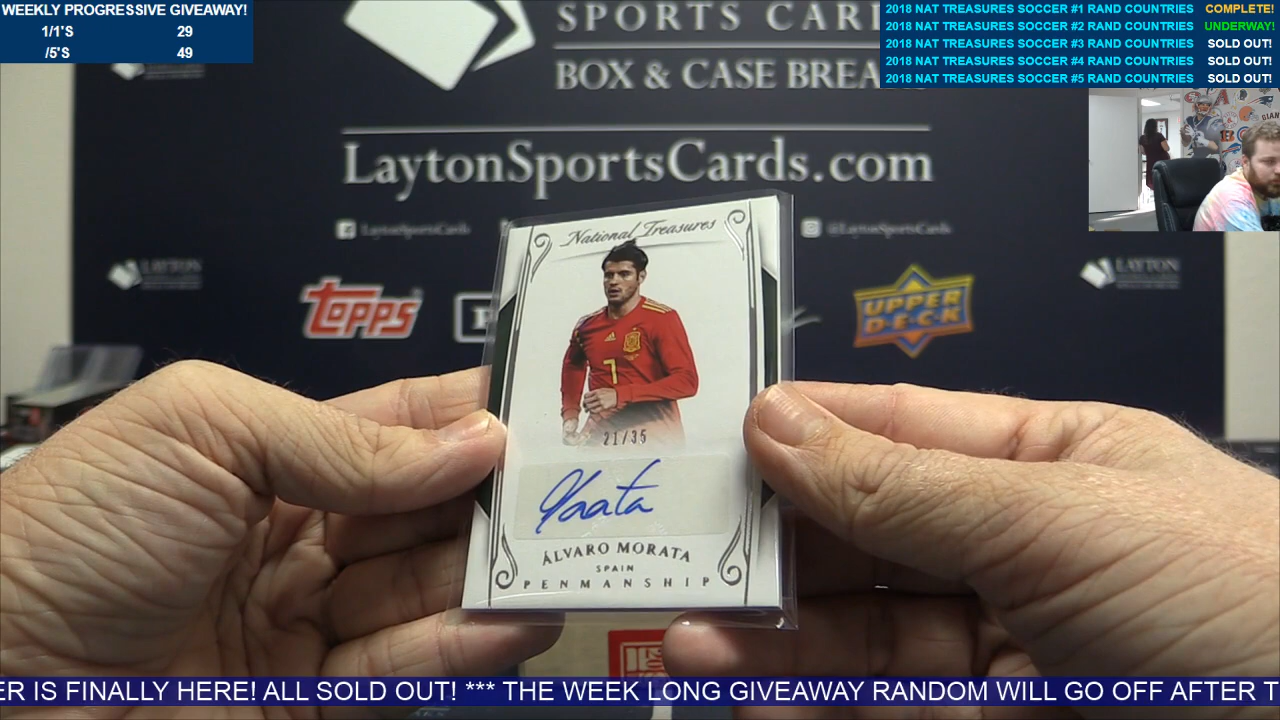 WEEKLY PROGRESSIVE GIVEAWAY!
1/1'S 29
/5'S 49
2018 NAT TREASURES SOCCER #1 RAND COUNTRIES COMPLETE!
2018 NAT TREASURES SOCCER #2 RAND COUNTRIES UNDERWAY!
2018 NAT TREASURES SOCCER #3 RAND COUNTRIES SOLD OUT!
2018 NAT TREASURES SOCCER #4 RAND COUNTRIES SOLD OUT!
2018 NAT TREASURES SOCCER #5 RAND COUNTRIES SOLD OUT!
SPORTS CAR
BOX & CASE BREA
LaytonSportsCards.com
LaytonSportsCards
@LaytonSportsCards
LAYTON
LAYTON
TOPPS
UPPER
DECK
GIAN
National Treasures
7
21/35
ÁLVARO MORATA
SPAIN
PENMANSHIP
ER IS FINALLY HERE! ALL SOLD OUT! *** THE WEEK LONG GIVEAWAY RANDOM WILL GO OFF AFTER T